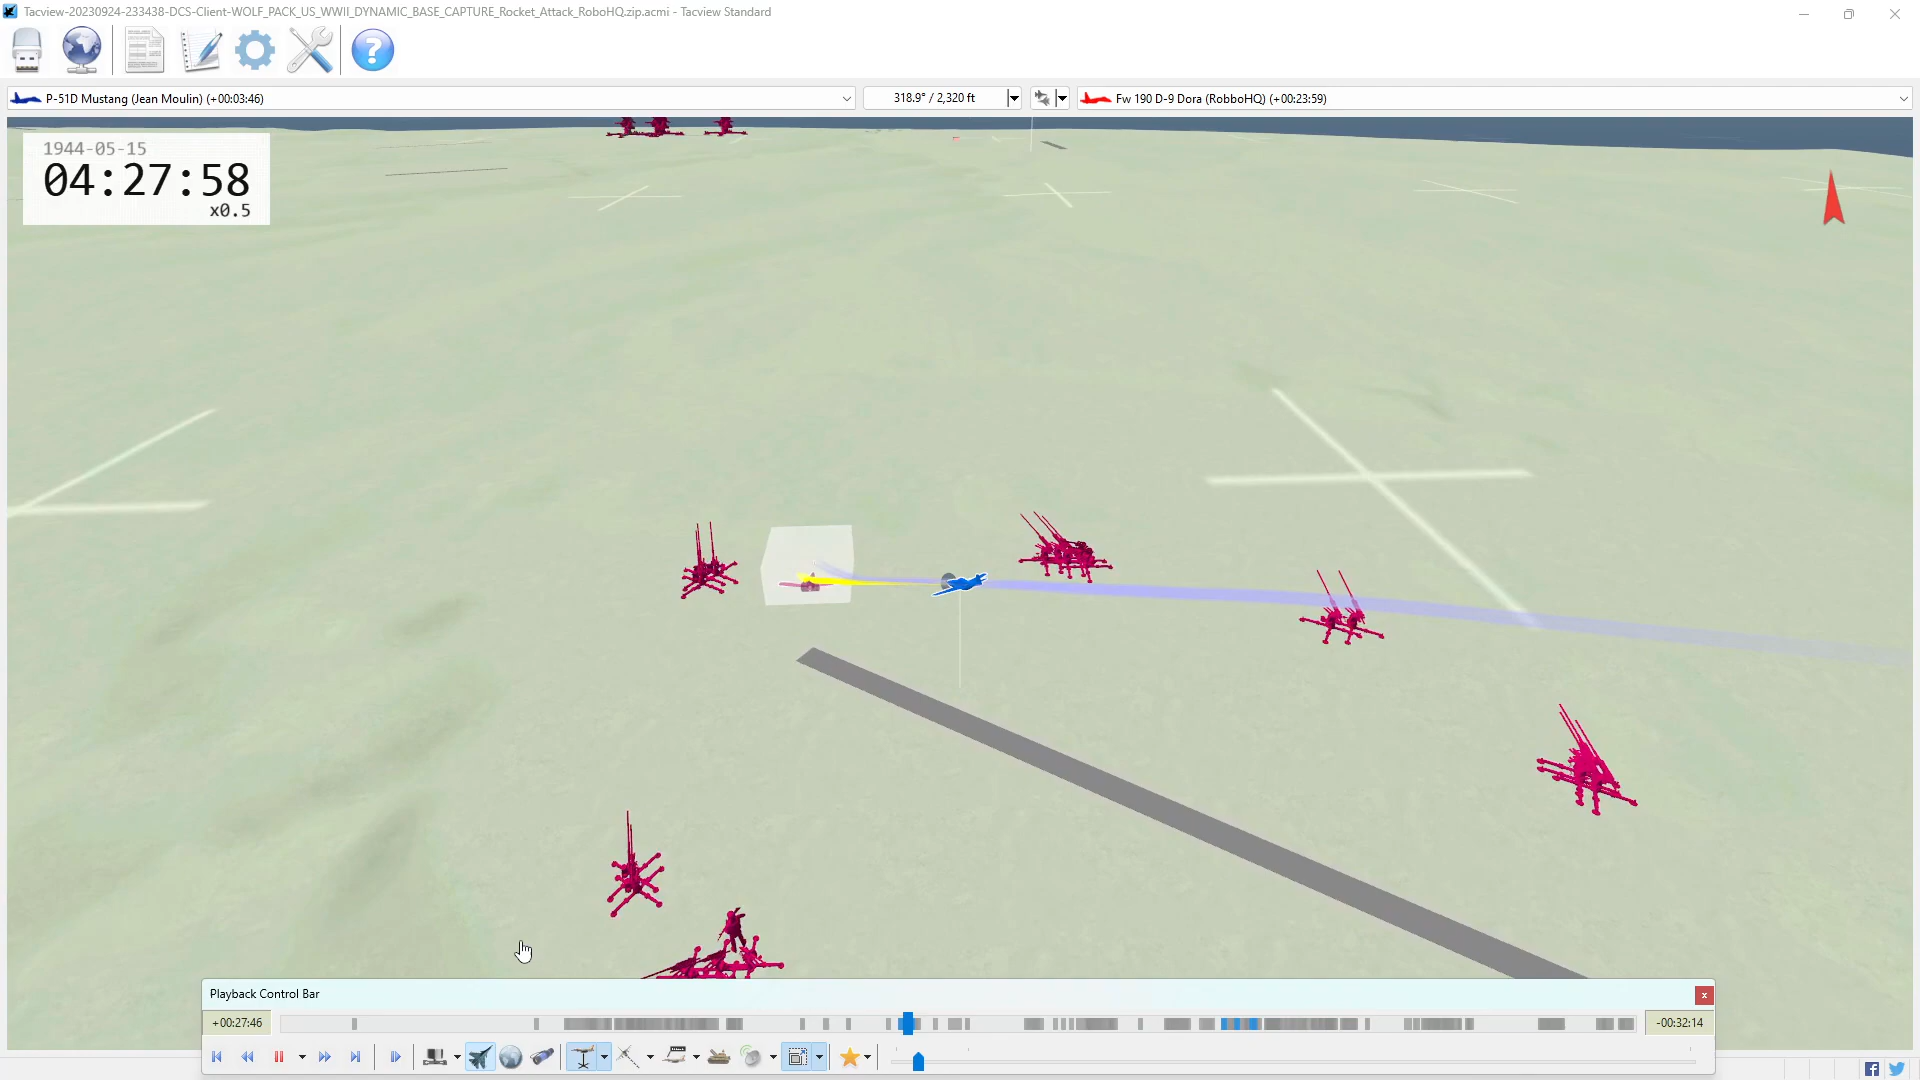 Tacview-20230924-233438-DCS-Client-WOLF_PACK_US_WWII_DYNAMIC_BASE_CAPTURE_Rocket_Attack_RoboHQ.zip.acmi - Tacview Standard
P-51D Mustang (Jean Moulin) (+00:03:46)
318.9° / 2,320 ft
Fw 190 D-9 Dora (RobboHQ) (+00:23:59)
1944-05-15
04:27:58
x0.5
Playback Control Bar
+00:27:46
-00:32:14